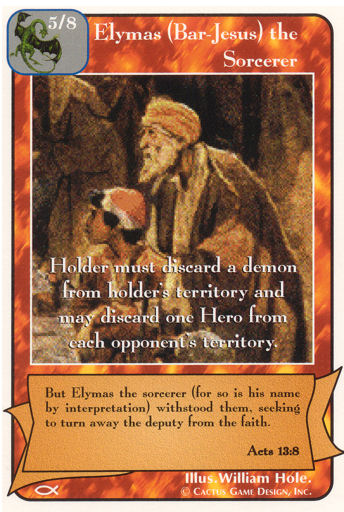 5/8
Elymas (Bar-Jesus) the
Sorcerer
Holder must discard a demon
from holder's territory and
may discard one Hero from
each opponent's territory.
But Elymas the sorcerer (for so is his name
by interpretation) withstood them, seeking
to turn away the deputy from the faith.
Acts 13:8
Illus.William Hole.
© Cactus Game Design, Inc.